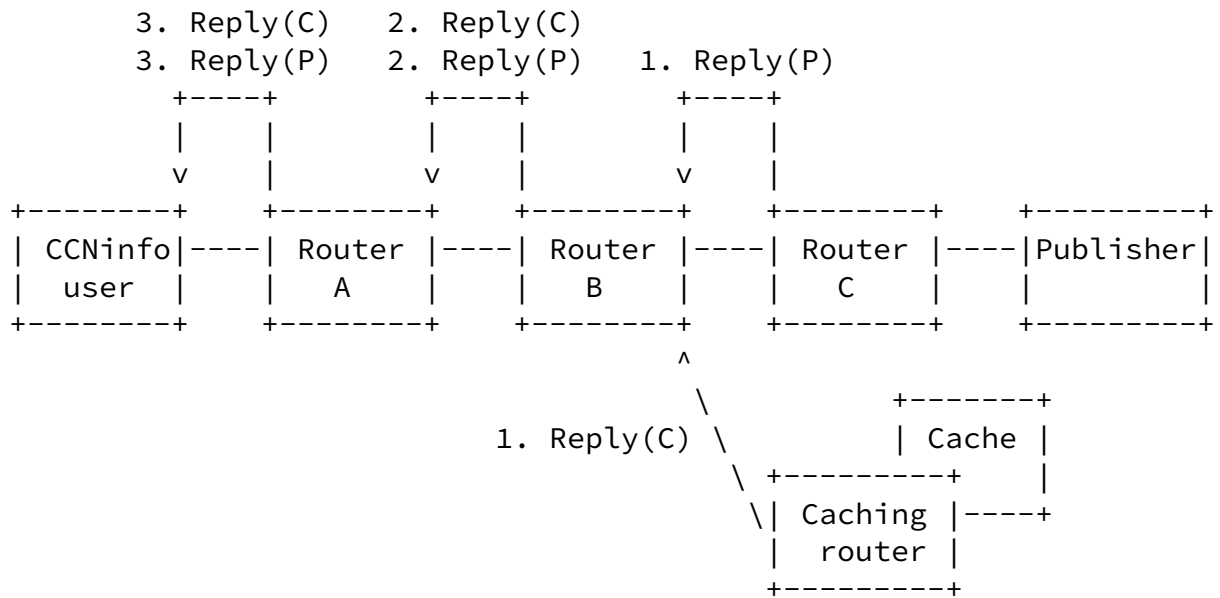 3. Reply(C) 2. Reply(C)
3. Reply(P) 2. Reply(P) 1. Reply(P)
CCNinfo Router Router Router Publisher
user A B C
1. Reply(C) Cache
Caching
router